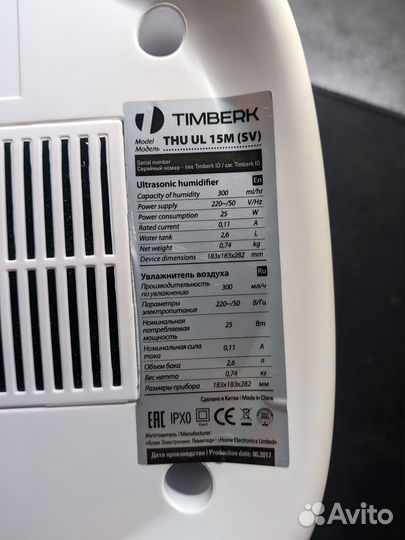 TIMBERK
Model
Модель THU UL 15M (SV)
Serial number
Серийный номер - see Timberk ID / см. Timberk ID
Ultrasonic humidifier En
Capacity of humidity 300 ml/hr
Power supply 220~/50 V/Hz
Power consumption 25 W
Rated current 0,11 A
Water tank 2,6 L
Net weight 0,74 kg
Device dimensions 183x183x282 mm
Увлажнитель воздуха Ru
Производительность
по увлажнению 300 мл/ч
Параметры
электропитания 220~/50 В/Гц
Номинальная
потребляемая
мощность 25 Вт
Номинальная сила
тока 0,11 А
Объем бака 2,6 л
Вес нетто 0,74 кг
Размеры прибора 183x183x282 мм
Сделано в Китае / Made in China
EAC IPX0 CE
Class II
Изготовитель / Manufacturer:
«Хоум Электроникс Лимитед» / «Home Electronics Limited»
Дата производства / Production date: 06.2017
Avito